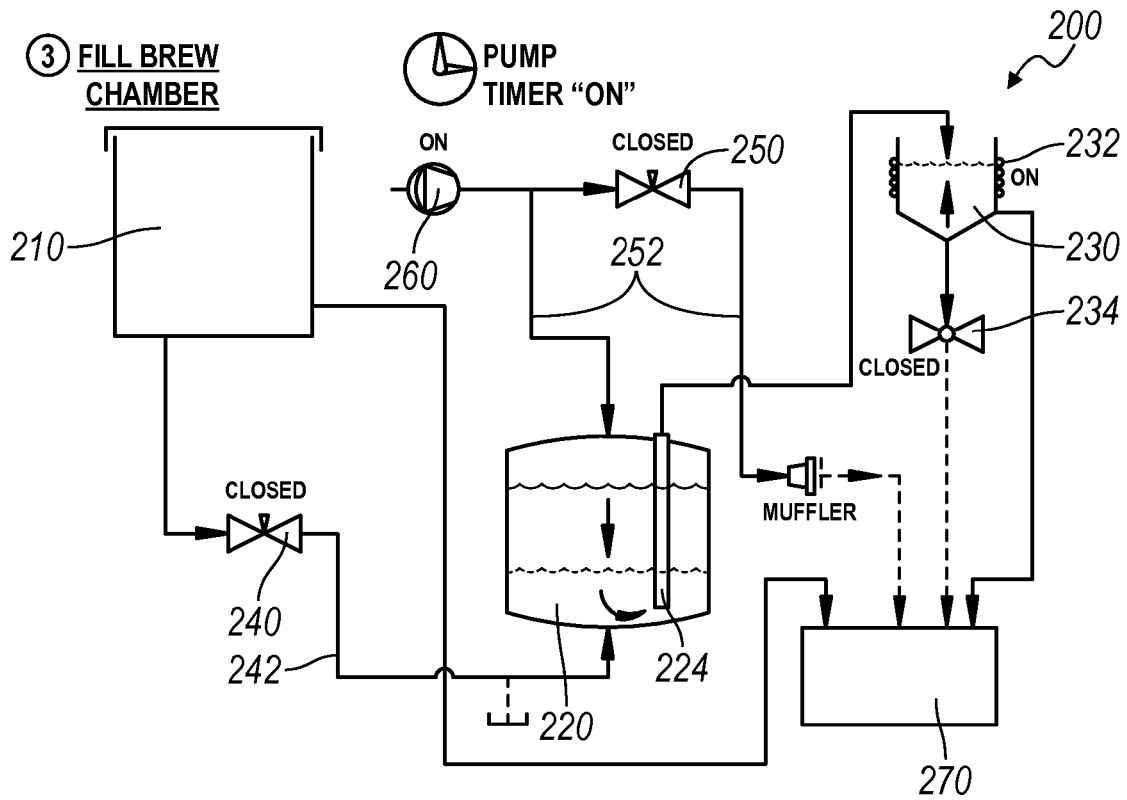 200
3 FILL BREW
CHAMBER
PUMP
TIMER "ON"
ON
CLOSED
250
232
ON
210
260
252
230
234
CLOSED
CLOSED
MUFFLER
240
242
220
224
270